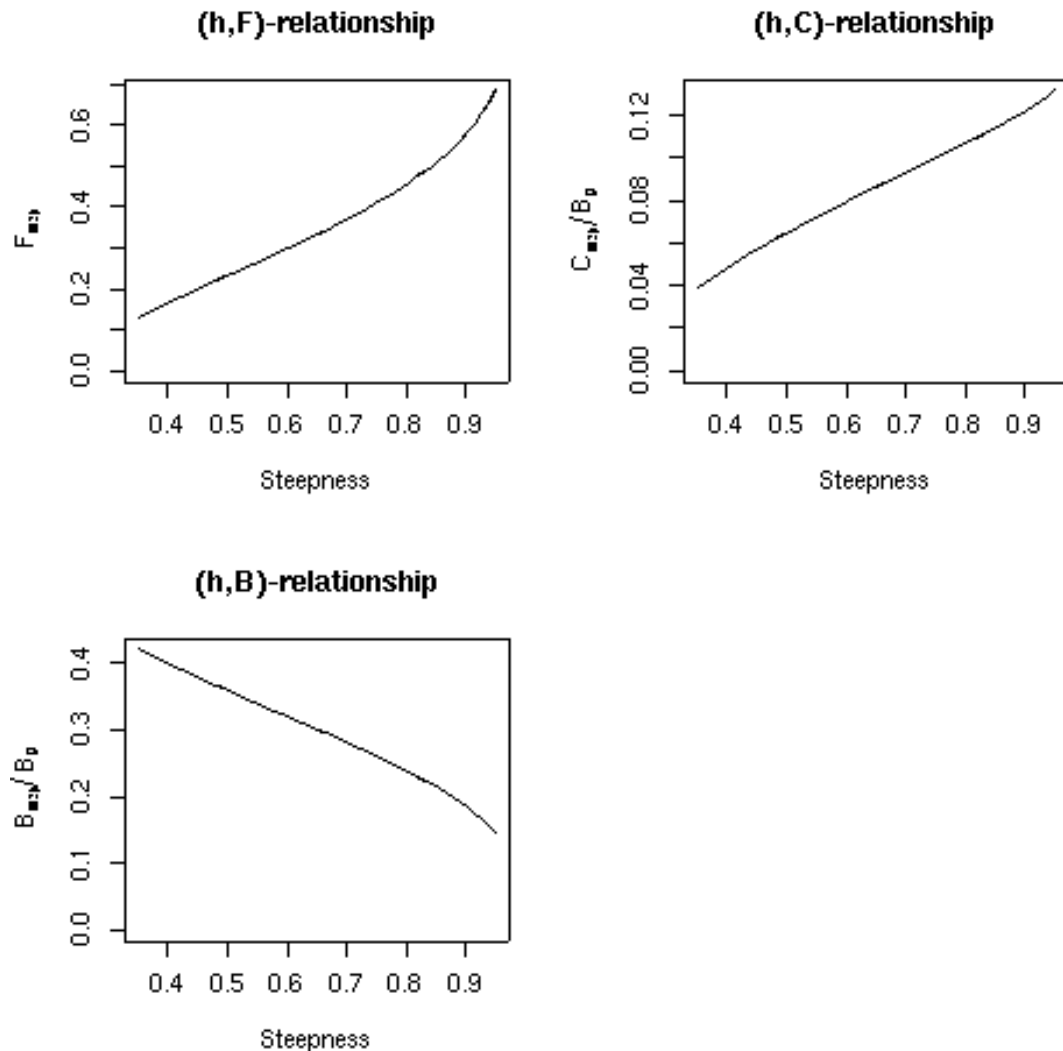 (h,F)-relationship
F
0.0 0.2 0.4 0.6
0.4 0.5 0.6 0.7 0.8 0.9
Steepness
(h,C)-relationship
C /B
0.00 0.04 0.08 0.12
0.4 0.5 0.6 0.7 0.8 0.9
Steepness
(h,B)-relationship
B /B
0.0 0.1 0.2 0.3 0.4
0.4 0.5 0.6 0.7 0.8 0.9
Steepness